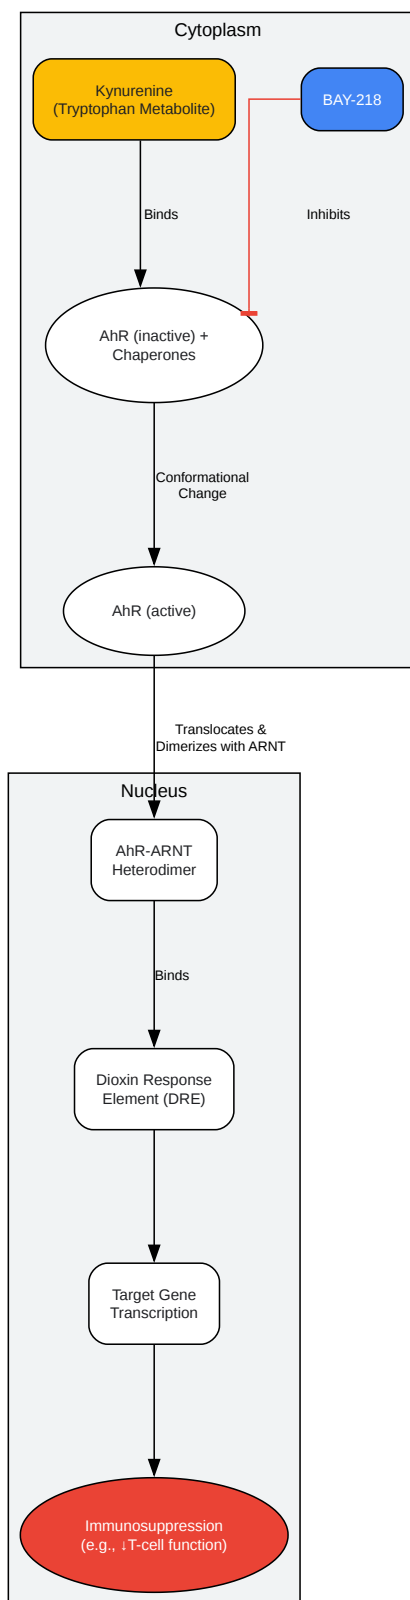 Cytoplasm
Kynurenine
(Tryptophan Metabolite)
BAY-218
Binds
Inhibits
AhR (inactive) +
Chaperones
Conformational
Change
AhR (active)
Translocates &
Dimerizes with ARNT
Nucleus
AhR-ARNT
Heterodimer
Binds
Dioxin Response
Element (DRE)
Target Gene
Transcription
Immunosuppression
(e.g., ↓T-cell function)